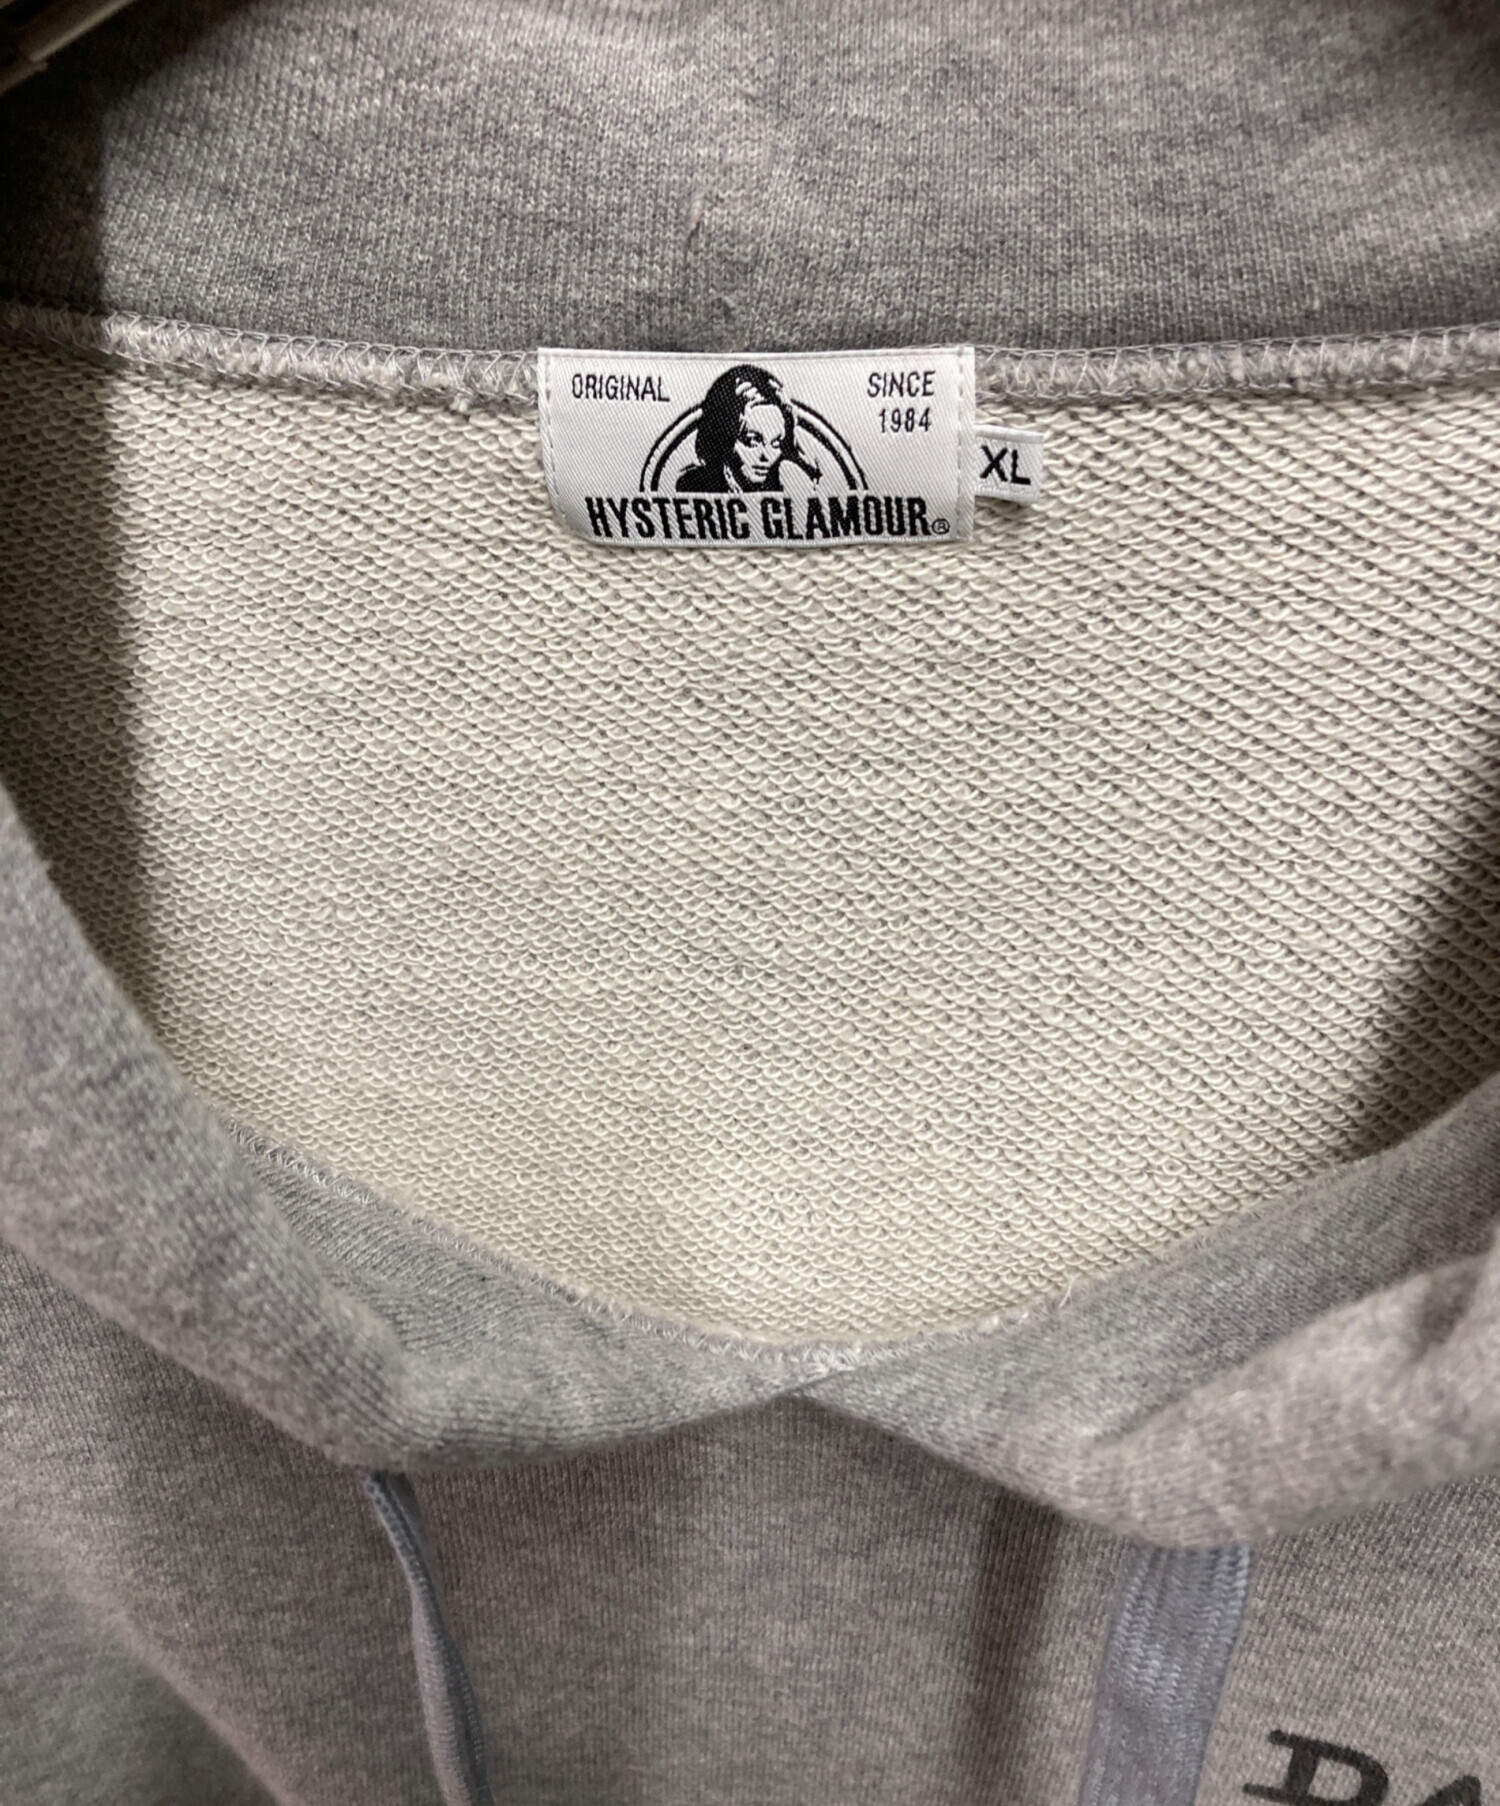 ORIGINAL
SINCE
1984
HYSTERIC GLAMOUR®
XL